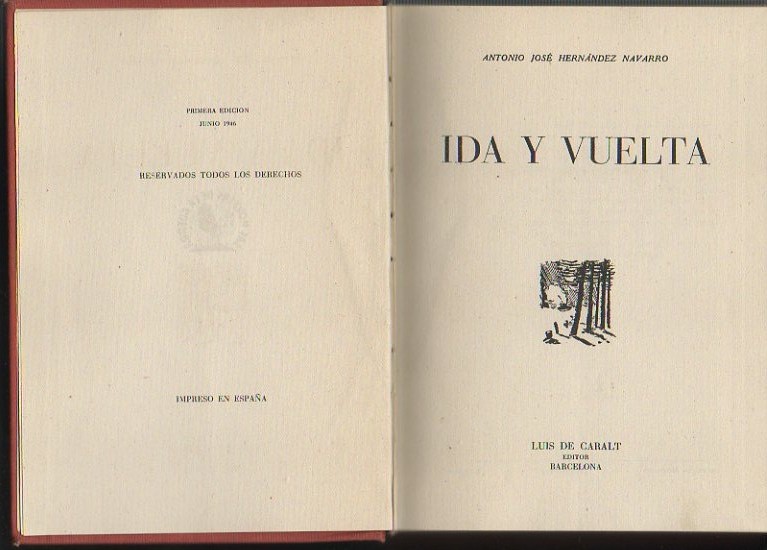 PRIMERA EDICION
JUNIO 1946
RESERVADOS TODOS LOS DERECHOS
IMPRESO EN ESPAÑA
ANTONIO JOSÉ HERNÁNDEZ NAVARRO
IDA Y VUELTA
LUIS DE CARALT
EDITOR
BARCELONA